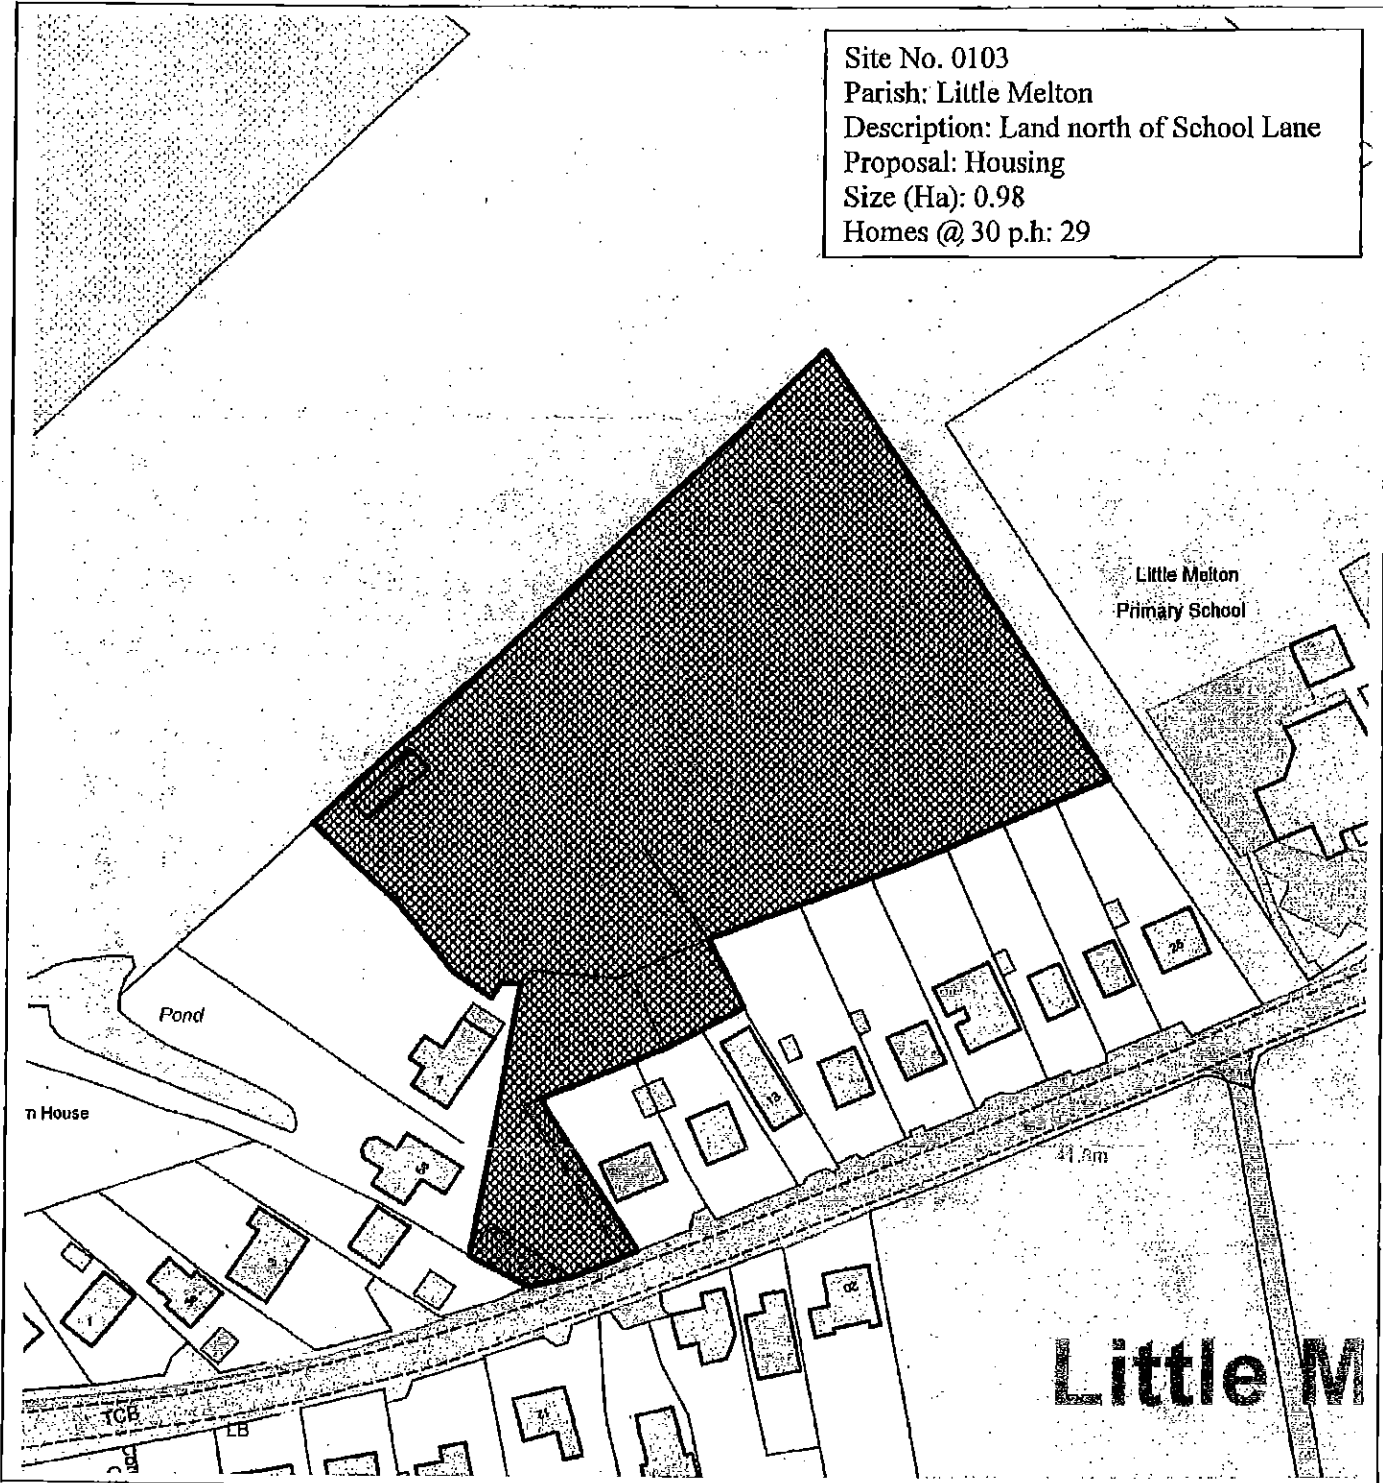 Site No. 0103
Parish: Little Melton
Description: Land north of School Lane
Proposal: Housing
Size (Ha): 0.98
Homes @ 30 p.h: 29
Little Melton
Primary School
Pond
n House
TCB
LB
Little M